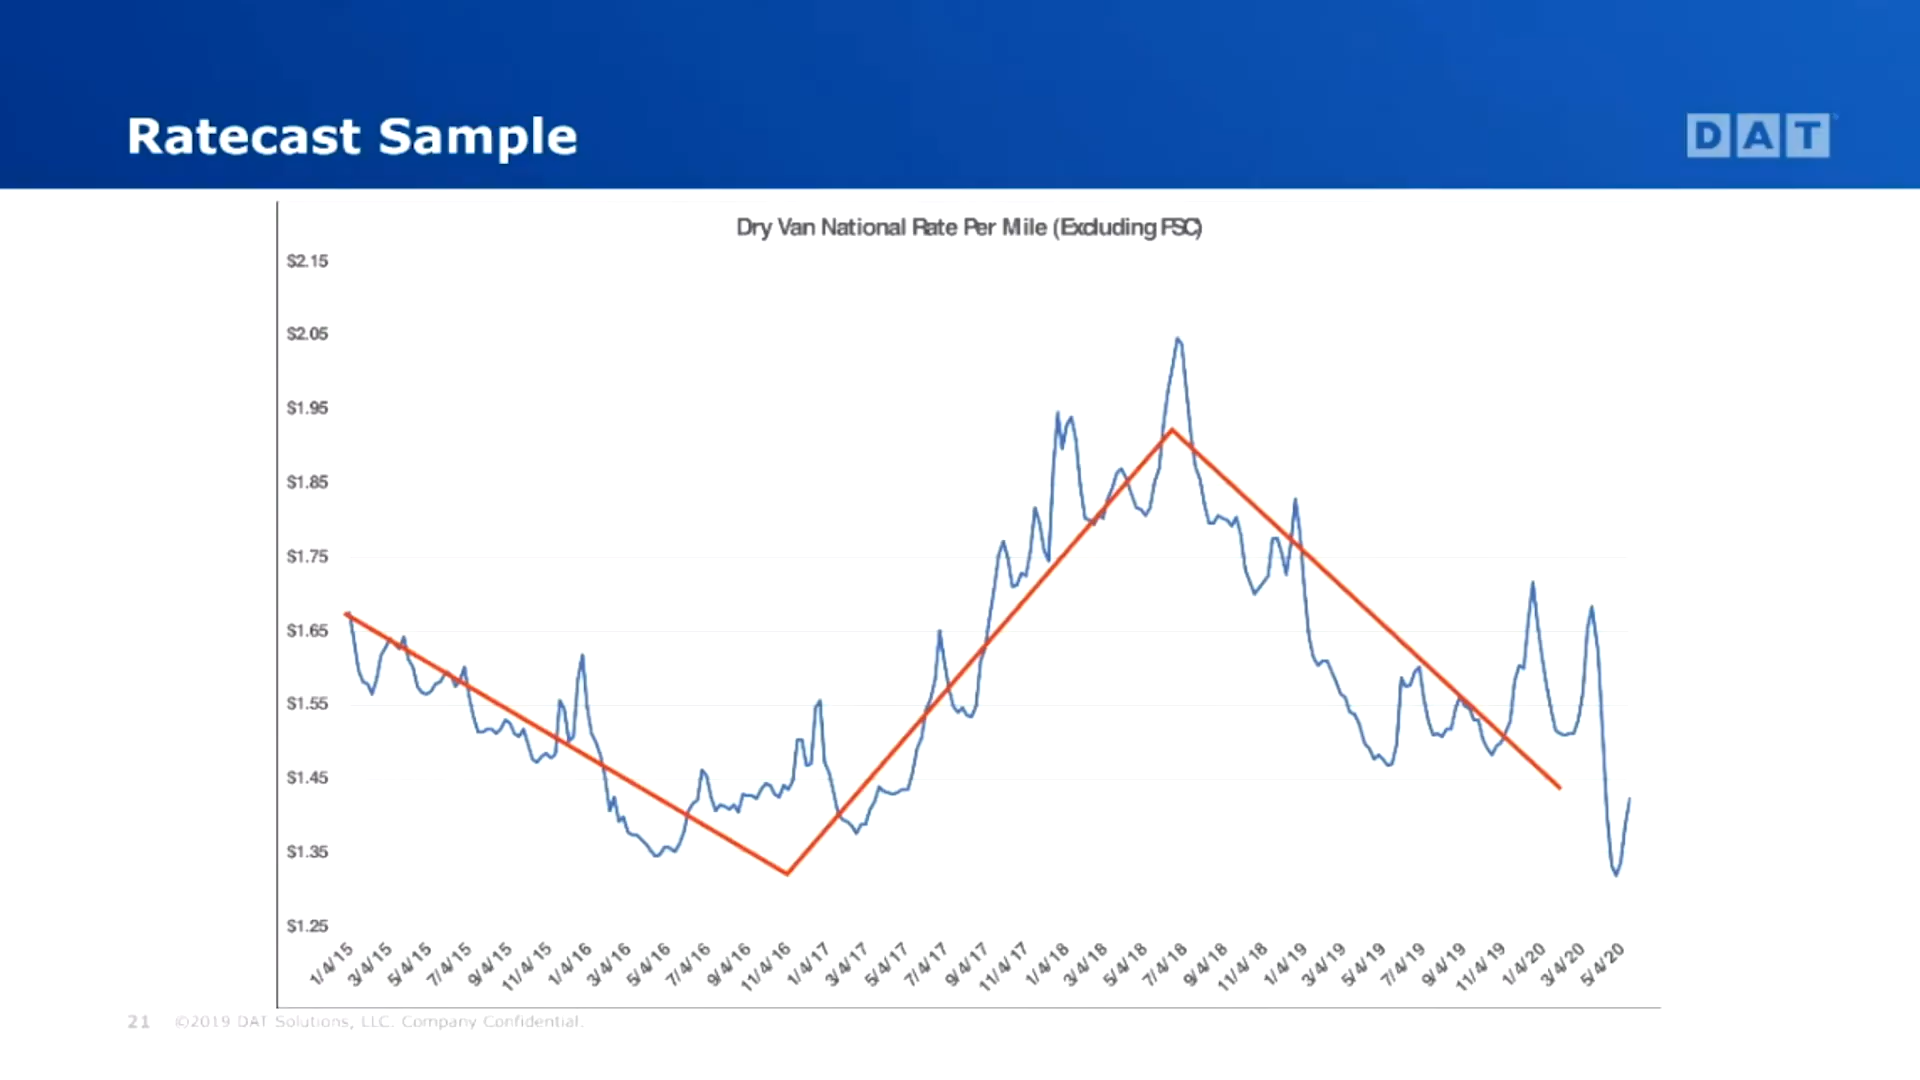 Ratecast Sample
DAT
Dry Van National Rate Per Mile (Excluding FSC)
$2.15
$2.05
$1.95
$1.85
$1.75
$1.65
$1.55
$1.45
$1.35
$1.25
1/4/15 3/4/15 5/4/15 7/4/15 9/4/15 11/4/15 1/4/16 3/4/16 5/4/16 7/4/16 9/4/16 11/4/16 1/4/17 3/4/17 5/4/17 7/4/17 9/4/17 11/4/17 1/4/18 3/4/18 5/4/18 7/4/18 9/4/18 11/4/18 1/4/19 3/4/19 5/4/19 7/4/19 9/4/19 11/4/19 1/4/20 3/4/20 5/4/20
21 ©2019 DAT Solutions, LLC. Company Confidential.